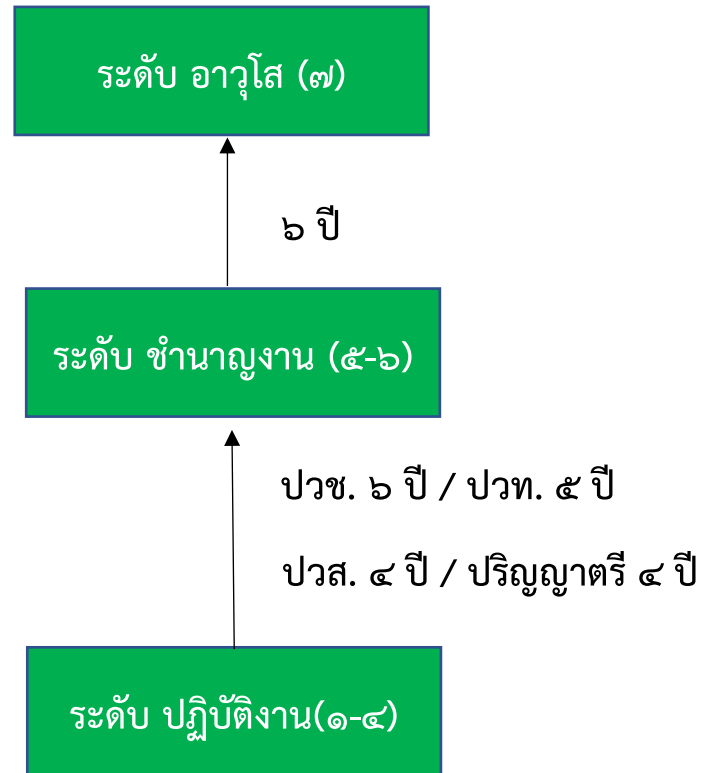 ระดับ อาวุโส (๗)
๖ ปี
ระดับ ชำนาญงาน (๕-๖)
ปวช. ๖ ปี / ปวท. ๕ ปี
ปวส. ๔ ปี / ปริญญาตรี ๔ ปี
ระดับ ปฏิบัติงาน(๑-๔)